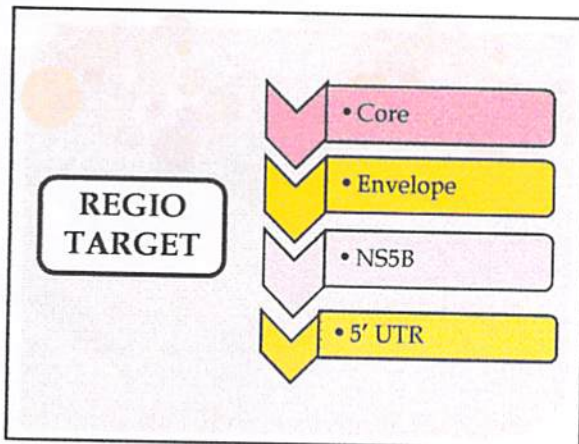 REGIO
TARGET
• Core
• Envelope
• NS5B
• 5′ UTR